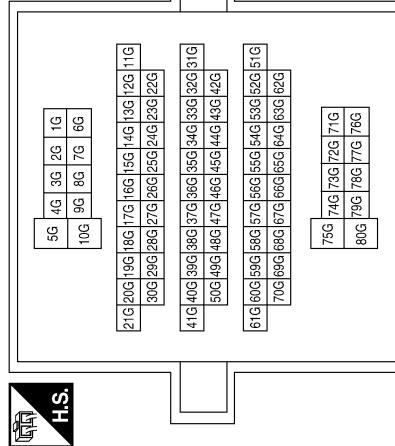 H.S.
5G 4G 3G 2G 1G
10G 9G 8G 7G 6G
21G 20G 19G 18G 17G 16G 15G 14G 13G 12G 11G
30G 29G 28G 27G 26G 25G 24G 23G 22G
41G 40G 39G 38G 37G 36G 35G 34G 33G 32G 31G
50G 49G 48G 47G 46G 45G 44G 43G 42G
61G 60G 59G 58G 57G 56G 55G 54G 53G 52G 51G
70G 69G 68G 67G 66G 65G 64G 63G 62G
75G 74G 73G 72G 71G
80G 79G 78G 77G 76G